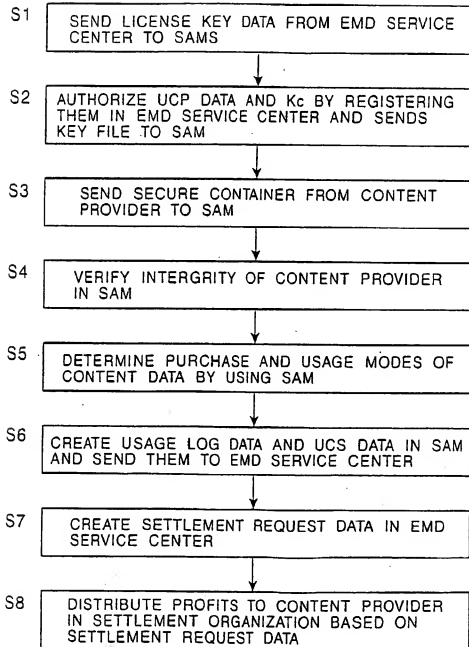 S1
SEND LICENSE KEY DATA FROM EMD SERVICE
CENTER TO SAMS
S2
AUTHORIZE UCP DATA AND Kc BY REGISTERING
THEM IN EMD SERVICE CENTER AND SENDS
KEY FILE TO SAM
S3
SEND SECURE CONTAINER FROM CONTENT
PROVIDER TO SAM
S4
VERIFY INTERGRITY OF CONTENT PROVIDER
IN SAM
S5
DETERMINE PURCHASE AND USAGE MODES OF
CONTENT DATA BY USING SAM
S6
CREATE USAGE LOG DATA AND UCS DATA IN SAM
AND SEND THEM TO EMD SERVICE CENTER
S7
CREATE SETTLEMENT REQUEST DATA IN EMD
SERVICE CENTER
S8
DISTRIBUTE PROFITS TO CONTENT PROVIDER
IN SETTLEMENT ORGANIZATION BASED ON
SETTLEMENT REQUEST DATA